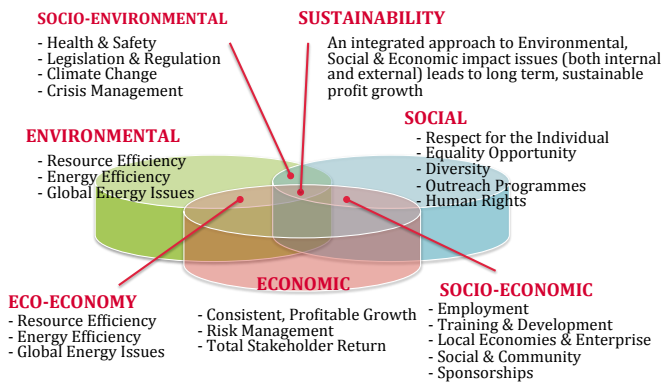 SOCIO-ENVIRONMENTAL
- Health & Safety
- Legislation & Regulation
- Climate Change
- Crisis Management
SUSTAINABILITY
An integrated approach to Environmental,
Social & Economic impact issues (both internal
and external) leads to long term, sustainable
profit growth
ENVIRONMENTAL
- Resource Efficiency
- Energy Efficiency
- Global Energy Issues
SOCIAL
- Respect for the Individual
- Equality Opportunity
- Diversity
- Outreach Programmes
- Human Rights
ECO-ECONOMY
- Resource Efficiency
- Energy Efficiency
- Global Energy Issues
ECONOMIC
- Consistent, Profitable Growth
- Risk Management
- Total Stakeholder Return
SOCIO-ECONOMIC
- Employment
- Training & Development
- Local Economies & Enterprise
- Social & Community
- Sponsorships